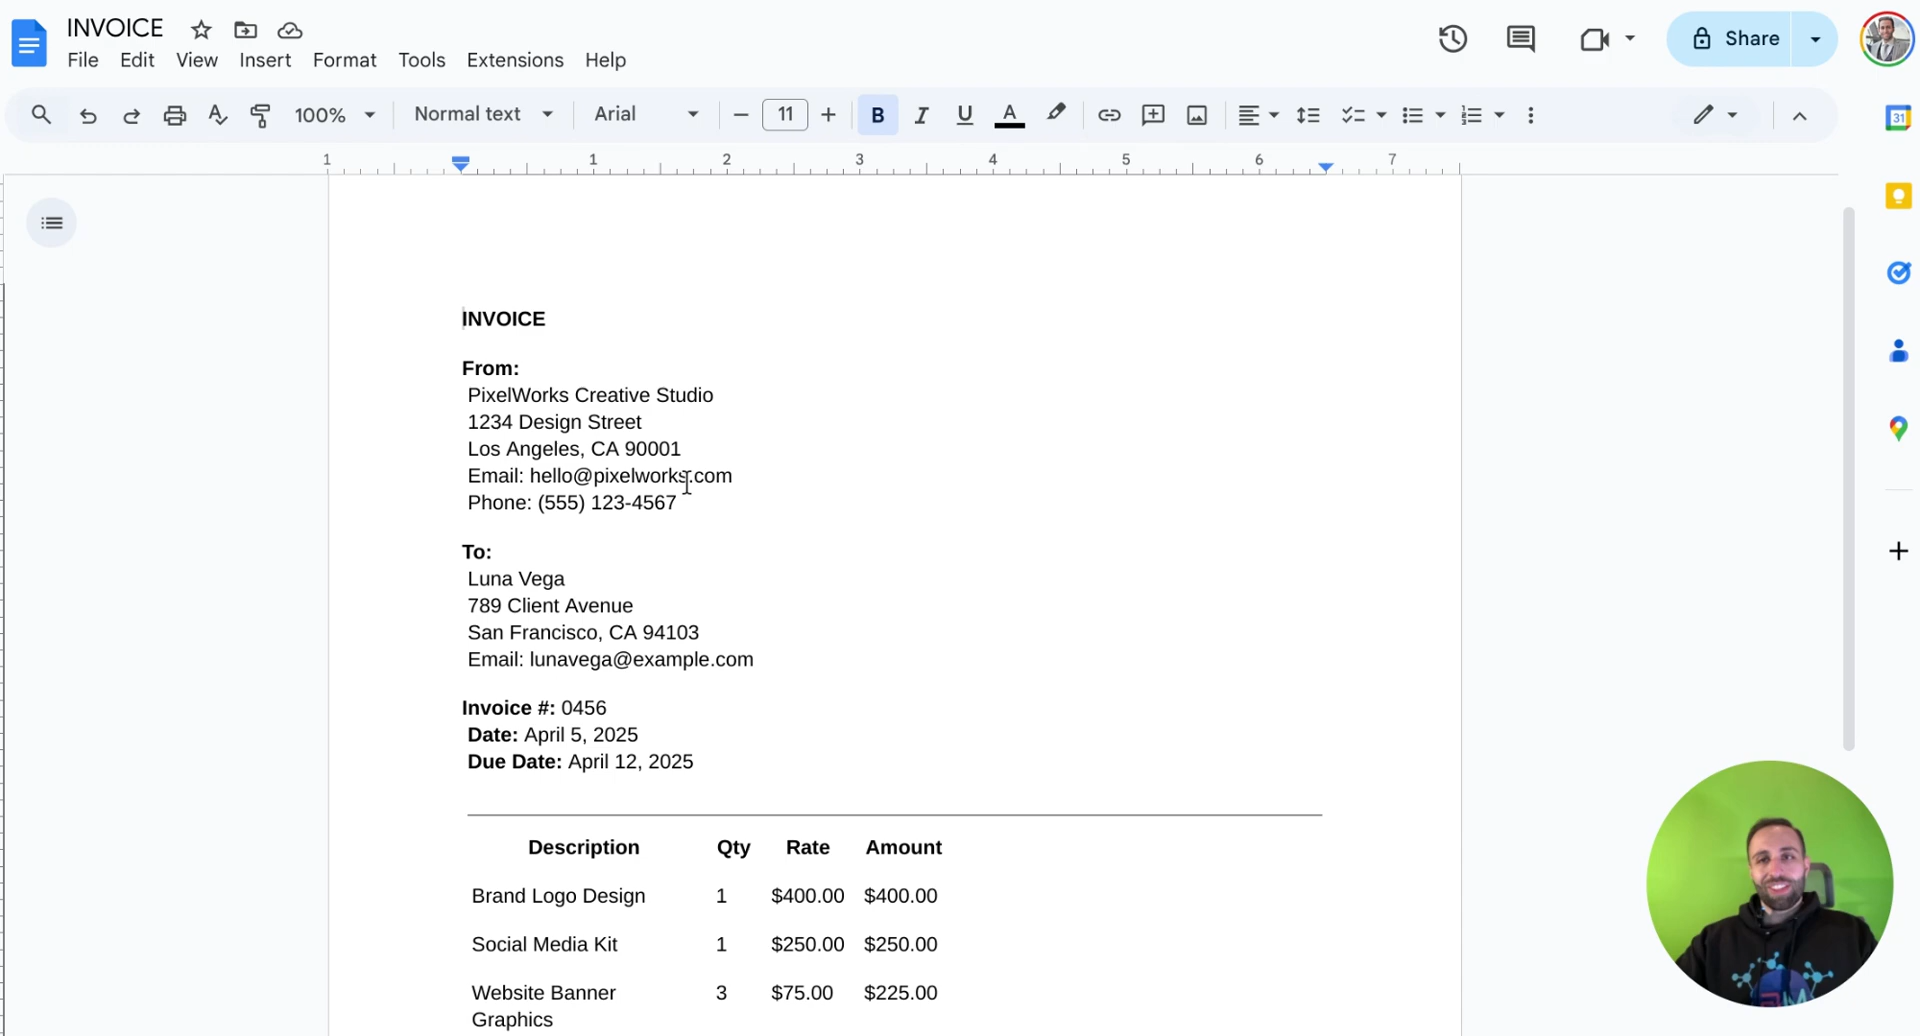 INVOICE
File Edit View Insert Format Tools Extensions Help
Share
100% Normal text Arial 11 B I U A
1 1 2 3 4 5 6 7
31
INVOICE
From:
PixelWorks Creative Studio
1234 Design Street
Los Angeles, CA 90001
Email: hello@pixelworks.com
Phone: (555) 123-4567
To:
Luna Vega
789 Client Avenue
San Francisco, CA 94103
Email: lunavega@example.com
Invoice #: 0456
Date: April 5, 2025
Due Date: April 12, 2025
Description Qty Rate Amount
Brand Logo Design 1 $400.00 $400.00
Social Media Kit 1 $250.00 $250.00
Website Banner 3 $75.00 $225.00
Graphics